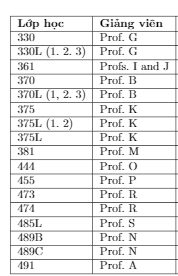 Lớp học Giảng viên
330 Prof. G
330L (1. 2. 3) Prof. G
361 Profs. I and J
370 Prof. B
370L (1, 2. 3) Prof. B
375 Prof. K
375L (1. 2) Prof. K
375L Prof. K
381 Prof. M
444 Prof. O
455 Prof. P
473 Prof. R
474 Prof. R
485L Prof. S
489B Prof. N
489C Prof. N
491 Prof. A